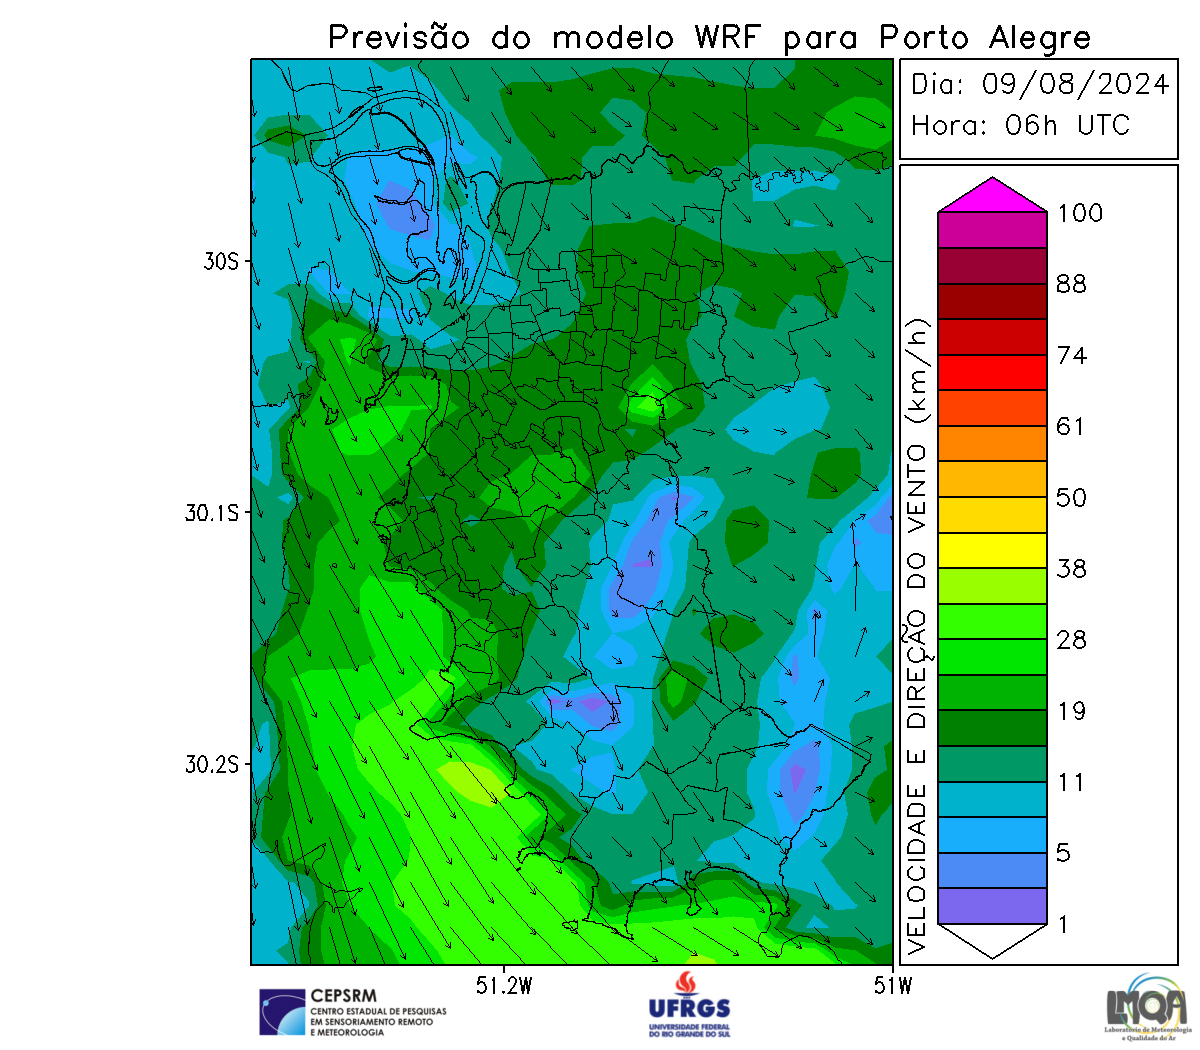 Previsão do modelo WRF para Porto Alegre
Dia: 09/08/2024
Hora: 06h UTC
30S
30.1S
30.2S
51.2W
51W
VELOCIDADE E DIREÇÃO DO VENTO (km/h)
100
88
74
61
50
38
28
19
11
5
1
CEPSRM
CENTRO ESTADUAL DE PESQUISAS
EM SENSORIAMENTO REMOTO
E METEOROLOGIA
UFRGS
UNIVERSIDADE FEDERAL
DO RIO GRANDE DO SUL
LMQA
Laboratório de Meteorologia
e Qualidade do Ar